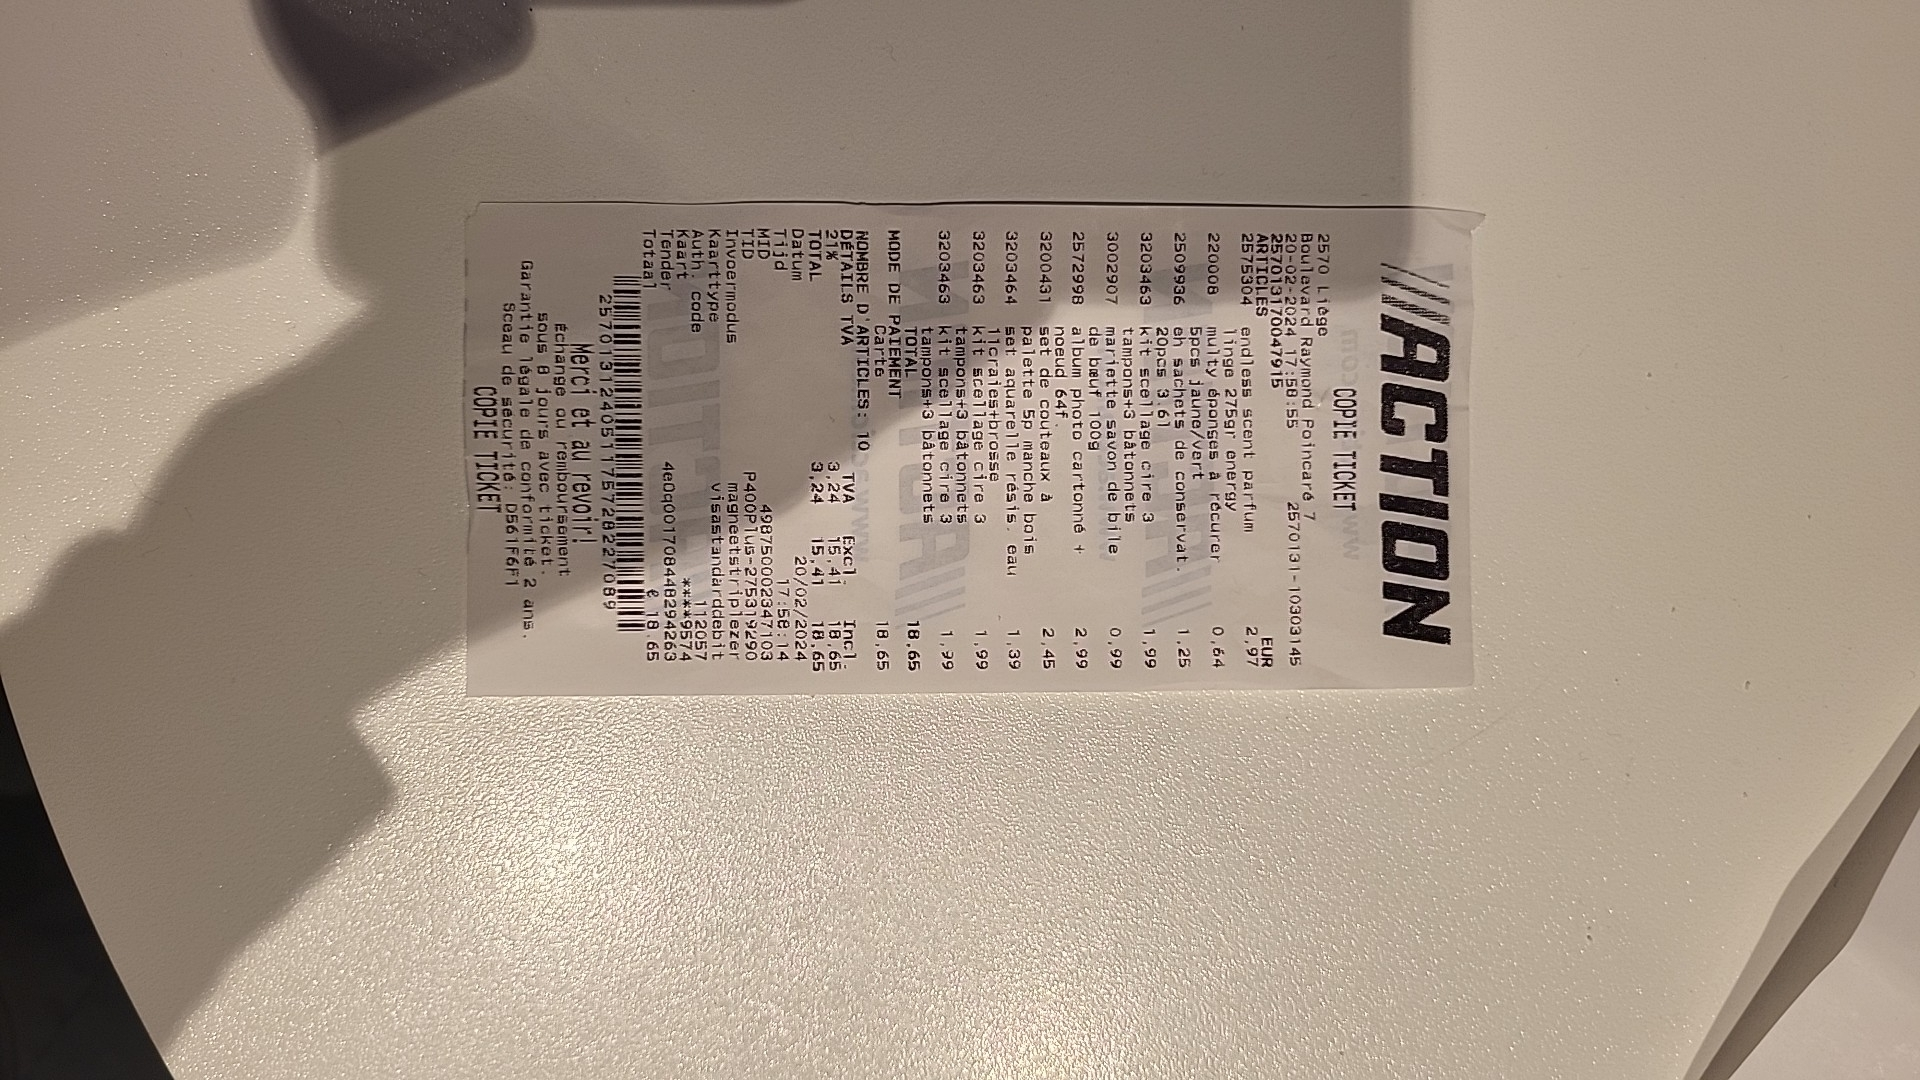 ACTION
COPIE TICKET
2570 Liège
Boulevard Raymond Poincaré 7
20-02-2024 17:58:55 2570131-10303145
257013170047915
ARTICLES EUR
2575304 endless scent parfum 2,97
linge 275gr energy
220008 multy éponges à récurer 0,64
5pcs jaune/vert
2509936 eh sachets de conservat. 1,25
20pcs 3.6l
3203463 kit scellage cire 3 1,99
tampons+3 bâtonnets
3002907 mariette savon de bile 0,99
de bœuf 100g
2572998 album photo cartonné + 2,99
noeud 64f.
3200431 set de couteaux à 2,45
palette 5p manche bois
3203464 set aquarelle résis. eau 1,39
11craies+brosse
3203463 kit scellage cire 3 1,99
tampons+3 bâtonnets
3203463 kit scellage cire 3 1,99
tampons+3 bâtonnets
TOTAL 18,65
MODE DE PAIEMENT
Carte 18,65
NOMBRE D'ARTICLES: 10
DÉTAILS TVA TVA Excl. Incl.
21% 3,24 15,41 18,65
TOTAL 3,24 15,41 18,65
Datum 20/02/2024
Tijd 17:58:14
MID 498750002347103
TID P400Plus-275319290
Invoermodus magneetstriplezer
Kaarttype visastandarddebit
Auth. code 112057
Kaart ****9574
Tender 4e0q001708448294263
Totaal € 18.65
2570131240511757282227089
Merci et au revoir!
Échange ou remboursement
sous 8 jours avec ticket.
Garantie légale de conformité 2 ans.
Sceau de sécurité: D561F6F1
COPIE TICKET